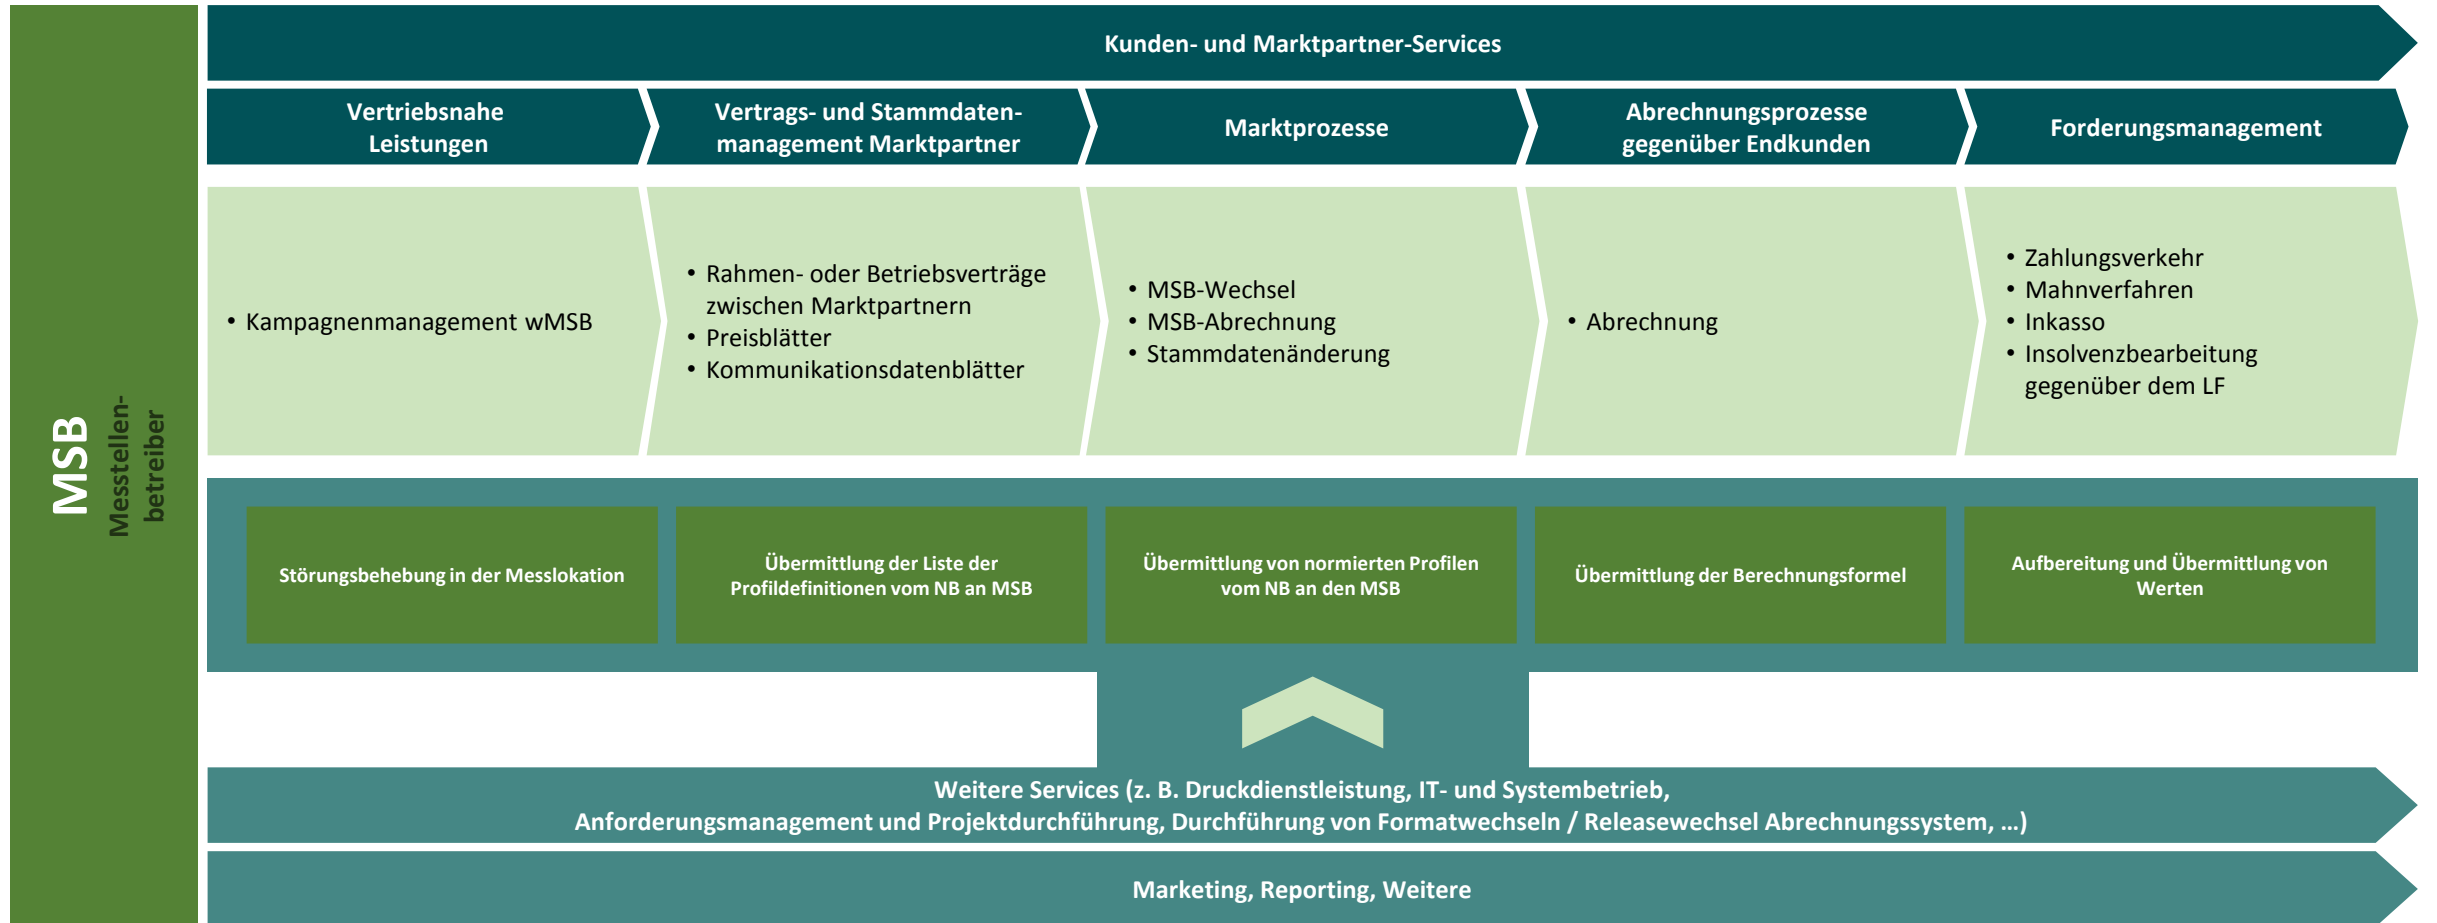 MSB
Messstellen-
betreiber
Kunden- und Marktpartner-Services
Vertriebsnahe
Leistungen
Vertrags- und Stammdaten-
management Marktpartner
Marktprozesse
Abrechnungsprozesse
gegenüber Endkunden
Forderungsmanagement
• Kampagnenmanagement wMSB
• Rahmen- oder Betriebsverträge
zwischen Marktpartnern
• Preisblätter
• Kommunikationsdatenblätter
• MSB-Wechsel
• MSB-Abrechnung
• Stammdatenänderung
• Abrechnung
• Zahlungsverkehr
• Mahnverfahren
• Inkasso
• Insolvenzbearbeitung
gegenüber dem LF
Störungsbehebung in der Messlokation
Übermittlung der Liste der
Profildefinitionen vom NB an MSB
Übermittlung von normierten Profilen
vom NB an den MSB
Übermittlung der Berechnungsformel
Aufbereitung und Übermittlung von
Werten
Weitere Services (z. B. Druckdienstleistung, IT- und Systembetrieb,
Anforderungsmanagement und Projektdurchführung, Durchführung von Formatwechseln / Releasewechsel Abrechnungssystem, ...)
Marketing, Reporting, Weitere